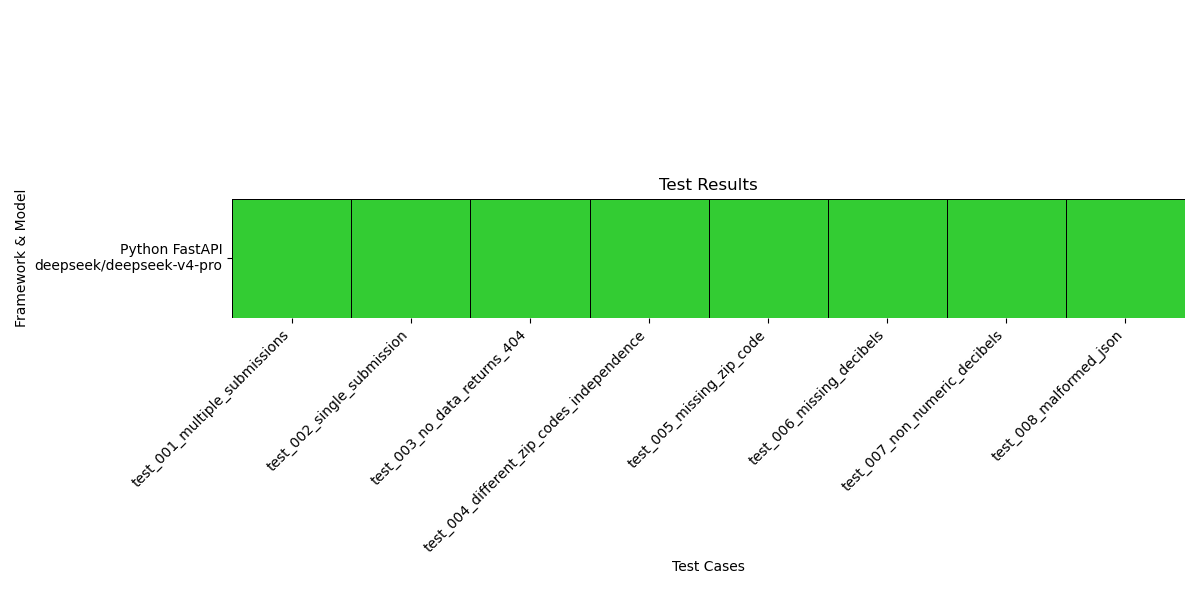 Test Results
Framework & Model
Python FastAPI
deepseek/deepseek-v4-pro
test_001_multiple_submissions
test_002_single_submission
test_003_no_data_returns_404
test_004_different_zip_codes_independence
test_005_missing_zip_code
test_006_missing_decibels
test_007_non_numeric_decibels
test_008_malformed_json
Test Cases